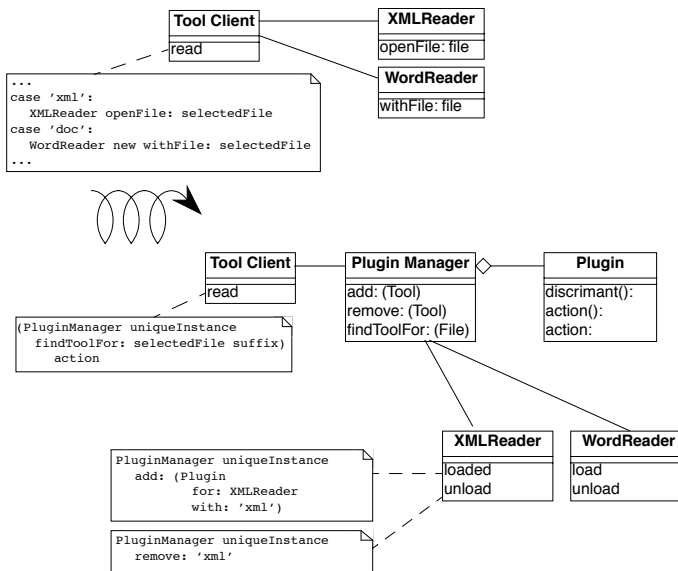 Tool Client
read
XMLReader
openFile: file
WordReader
withFile: file
...
case 'xml':
XMLReader openFile: selectedFile
case 'doc':
WordReader new withFile: selectedFile
...
Tool Client
read
Plugin Manager
add: (Tool)
remove: (Tool)
findToolFor: (File)
Plugin
discrimant():
action():
action:
(PluginManager uniqueInstance
findToolFor: selectedFile suffix)
action
XMLReader
loaded
unload
WordReader
load
unload
PluginManager uniqueInstance
add: (Plugin
for: XMLReader
with: 'xml')
PluginManager uniqueInstance
remove: 'xml'